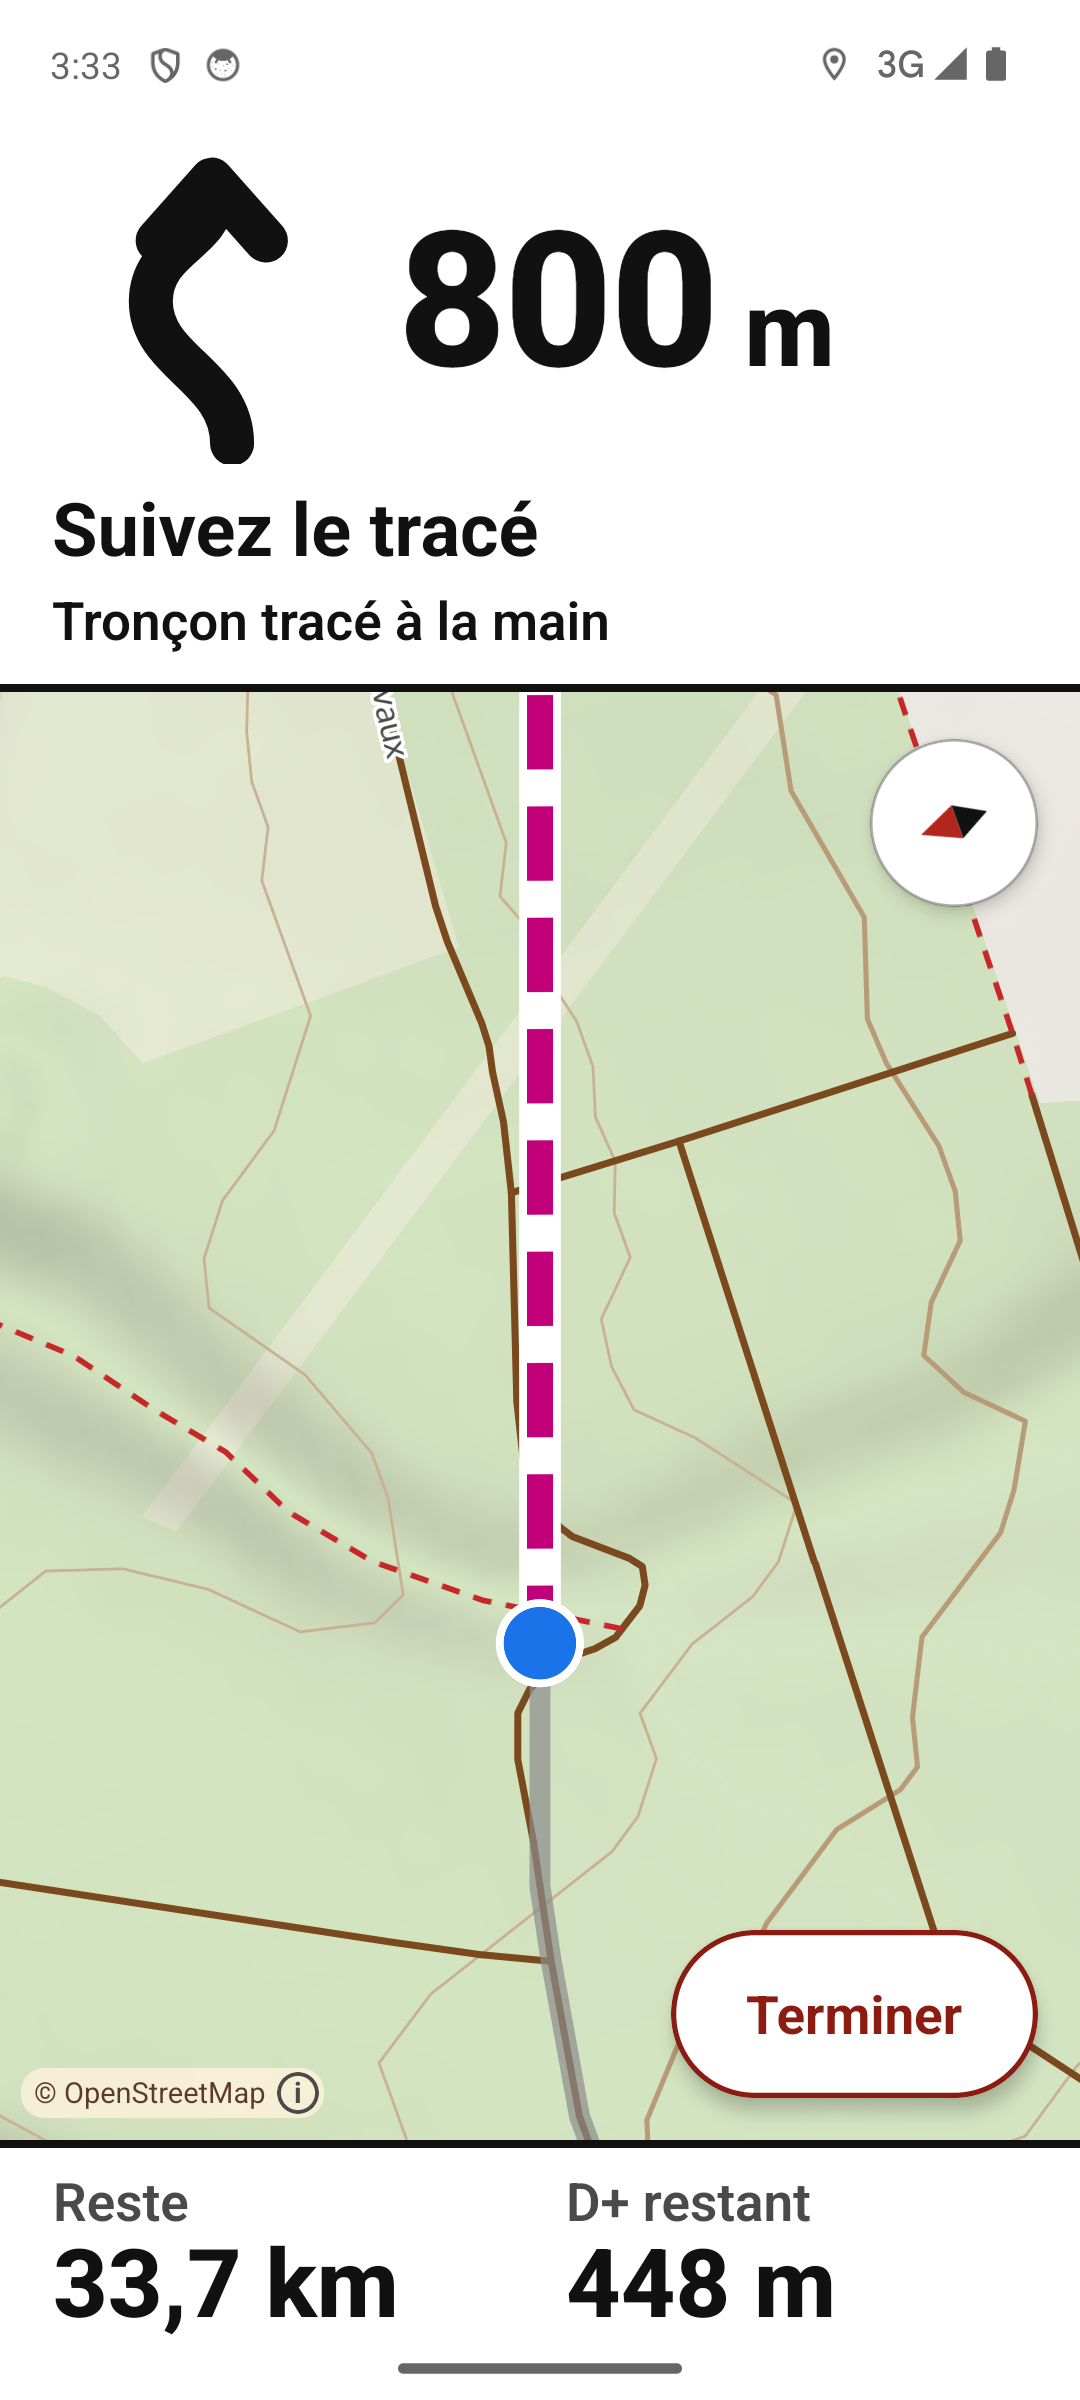 3:33
3G
800 m
Suivez le tracé
Tronçon tracé à la main
vaux
Terminer
© OpenStreetMap
Reste
D+ restant
33,7 km
448 m